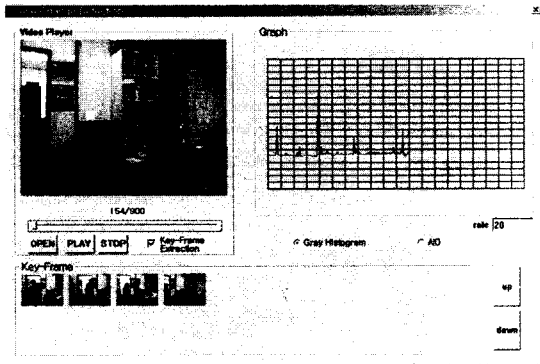 Video Player
Graph
154/900
OPEN PLAY STOP Key-Frame Extraction
rate 20
Gray Histogram
Key-Frame
up
down